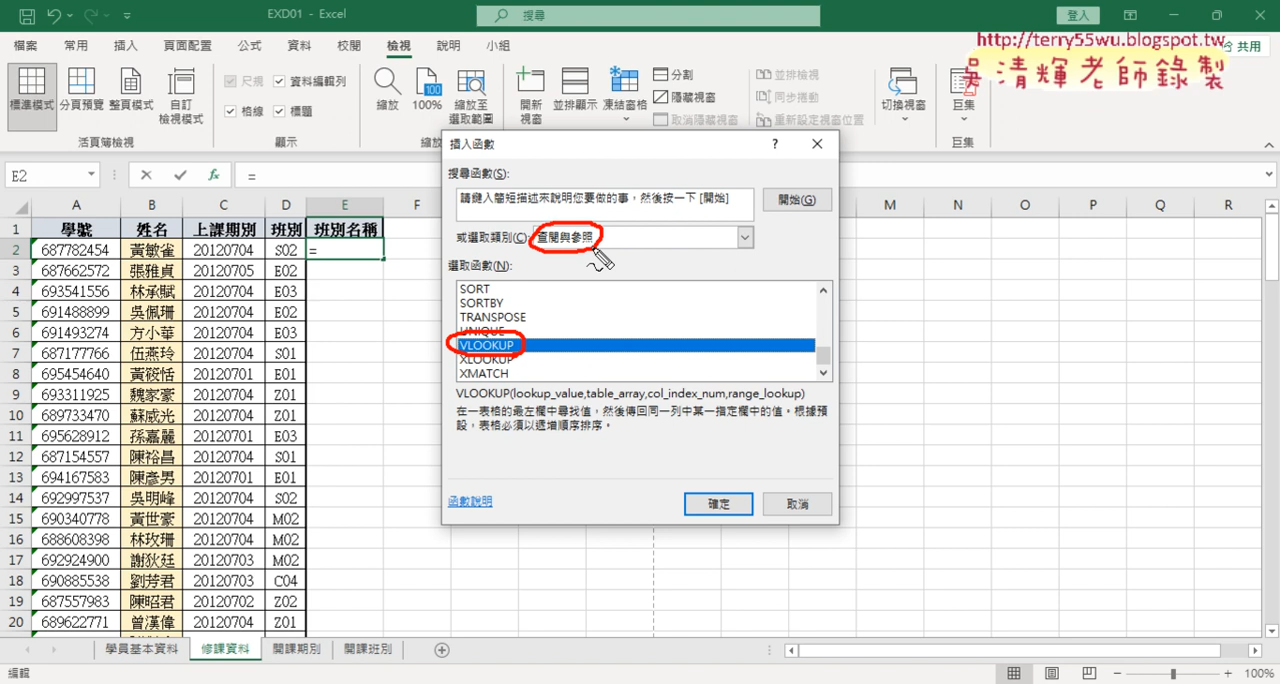 EXD01 - Excel
搜尋
登入
檔案 常用 插入 頁面配置 公式 資料 校閱 檢視 說明 小組
共用
http://terry55wu.blogspot.tw
吳清輝老師錄製
標準模式 分頁預覽 整頁模式 自訂檢視模式
活頁簿檢視
尺規 資料編輯列
格線 標題
顯示
縮放 100% 縮放至選取範圍
縮放
開新視窗 並排顯示 凍結窗格
分割
隱藏視窗
取消隱藏視窗
並排檢視
同步捲動
重新設定視窗位置
切換視窗
巨集
巨集
E2 fx =
插入函數 ?
搜尋函數(S):
請鍵入簡短描述來說明您要做的事，然後按一下 [開始]
開始(G)
或選取類別(C): 查閱與參照
選取函數(N):
SORT
SORTBY
TRANSPOSE
UNIQUE
VLOOKUP
XLOOKUP
XMATCH
VLOOKUP(lookup_value,table_array,col_index_num,range_lookup)
在一表格的最左欄中尋找值，然後傳回同一列中某一指定欄中的值。根據預
設，表格必須以遞增順序排序。
函數說明
確定 取消
A B C D E F M N O P Q R
1 學號 姓名 上課期別 班別 班別名稱
2 687782454 黃敏雀 20120704 S02 =
3 687662572 張雅貞 20120705 E02
4 693541556 林承賦 20120701 E03
5 691488899 吳佩珊 20120701 E02
6 691493274 方小華 20120704 E03
7 687177766 伍燕玲 20120704 S01
8 695454640 黃筱恬 20120701 E01
9 693311925 魏家豪 20120704 Z01
10 689733470 蘇威光 20120704 Z01
11 695628912 孫嘉麗 20120701 E03
12 687154557 陳裕昌 20120704 S01
13 694167583 陳彥男 20120701 E01
14 692997537 吳明峰 20120704 S02
15 690340778 黃世豪 20120704 M02
16 688608398 林玫珊 20120704 M02
17 692924900 謝狄廷 20120703 M02
18 690885538 劉芳君 20120703 C04
19 687557983 陳昭君 20120702 Z02
20 689622771 曾漢偉 20120704 Z01
學員基本資料 修課資料 開課期別 開課班別
編輯
100%